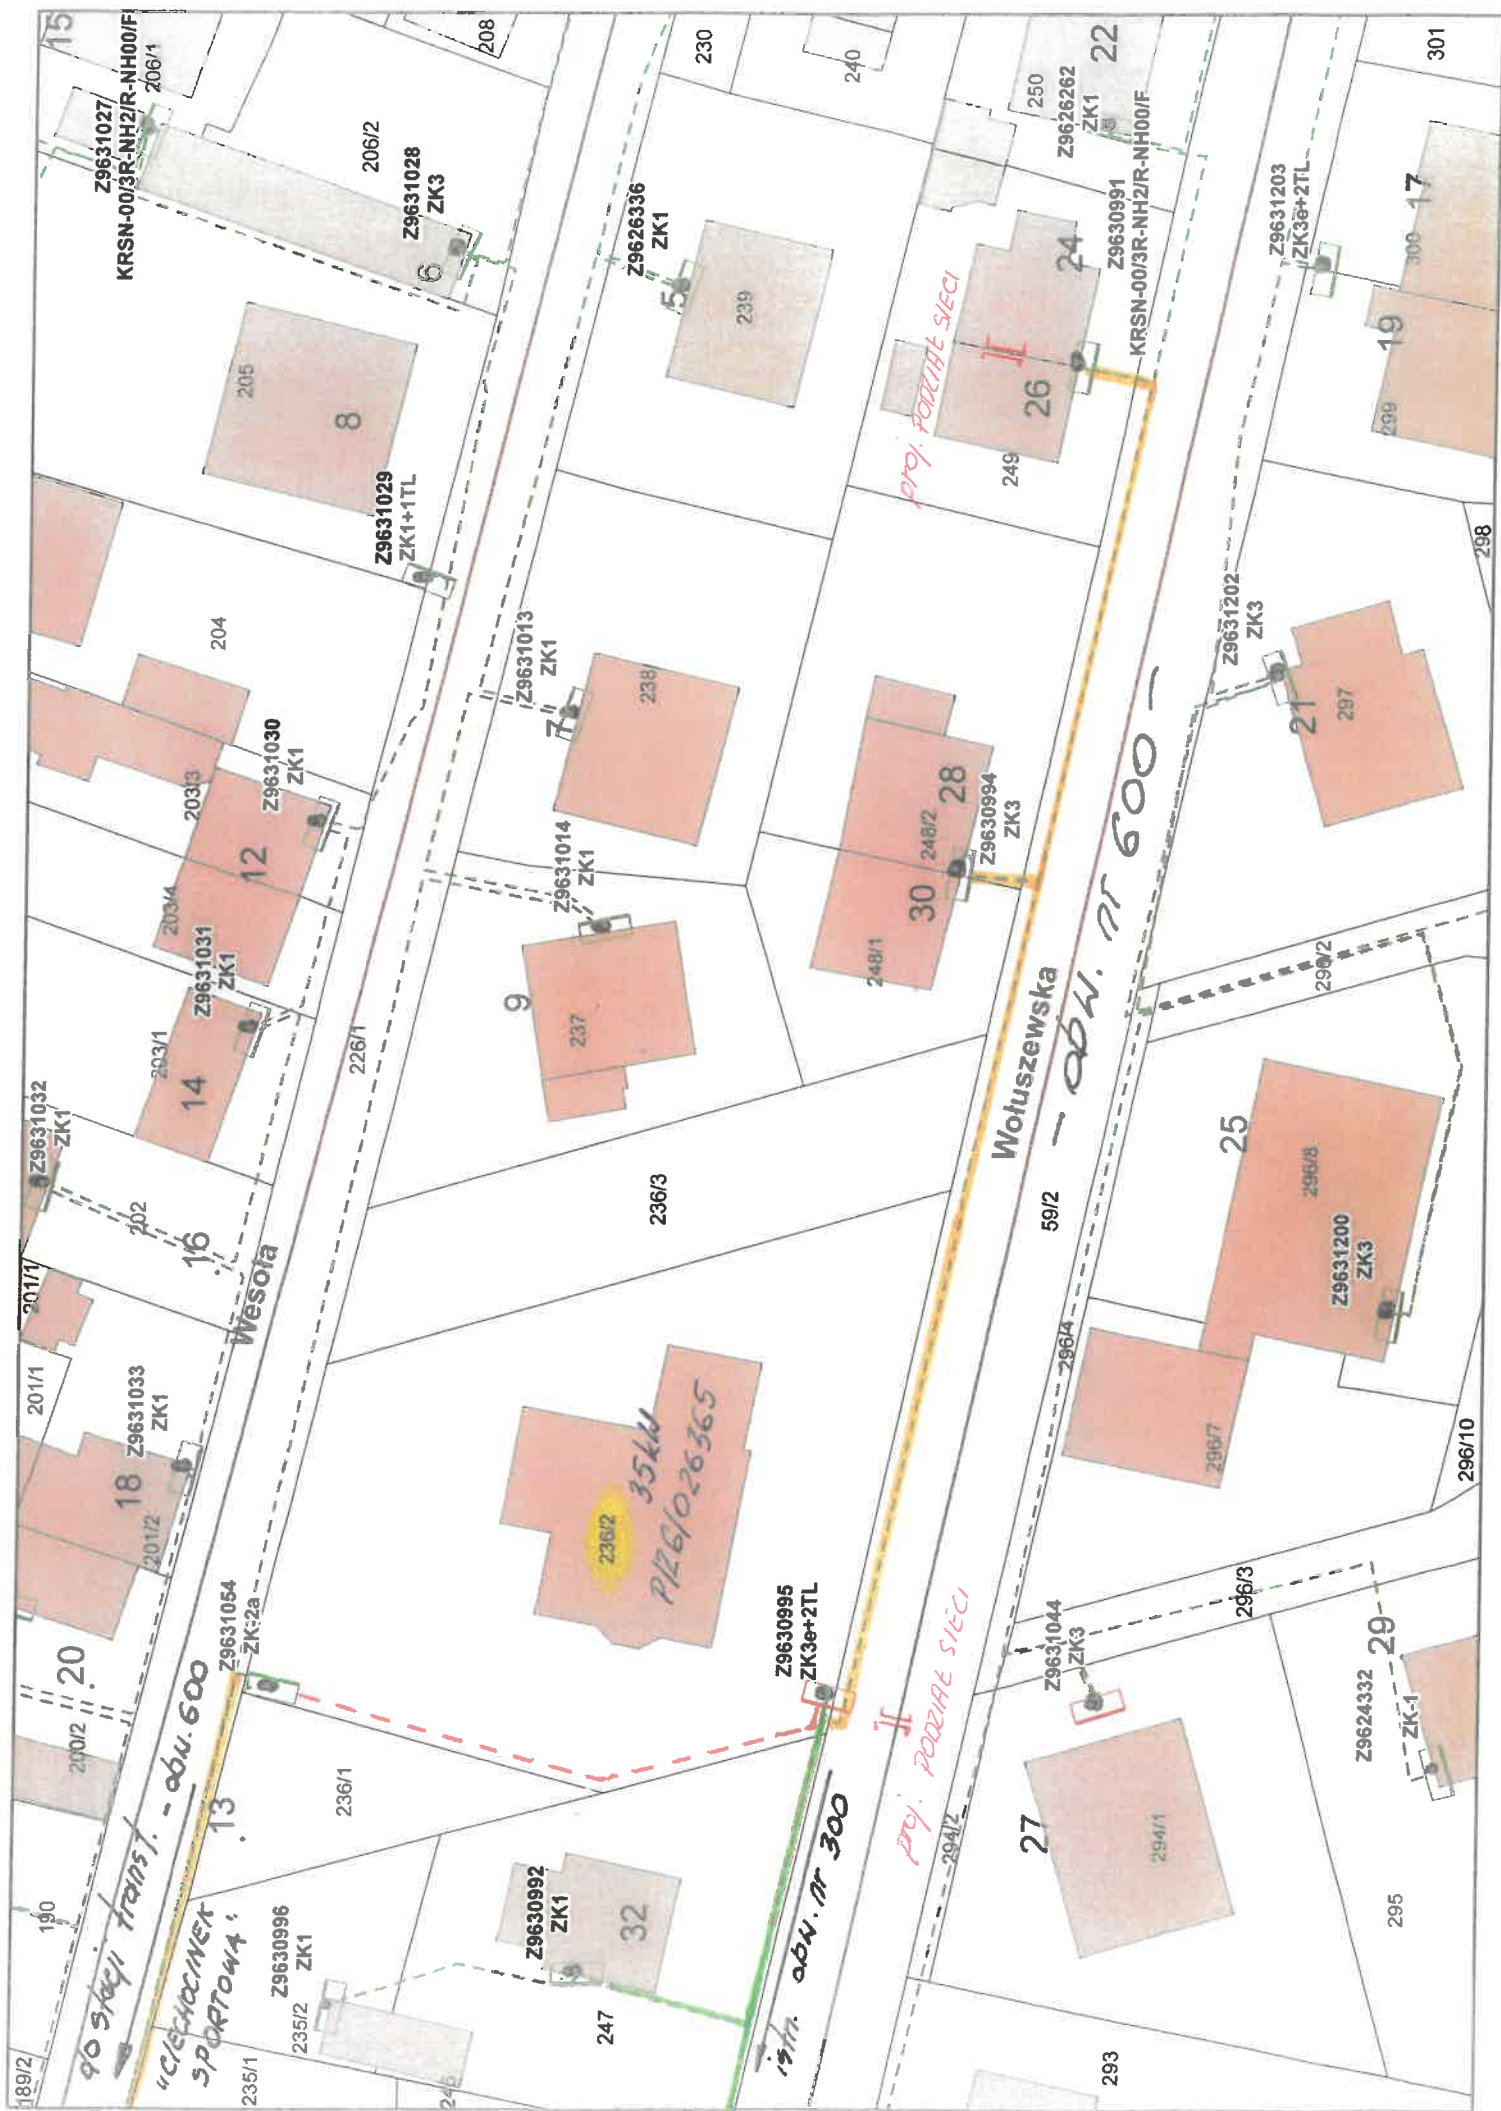 189/2
190
200/2
20
201/2
18
201/1
201/1
Z9631033
ZK1
Z9631032
ZK1
202
16
Wesoła
203/1
14
Z9631031
ZK1
203/4
12
203/3
Z9631030
ZK1
204
Z9631029
ZK1+1TL
205
8
Z9631027
KRSN-00/3R-NH2/R-NH00/F
206/1
15
206/2
Z9631028
ZK3
6
208
226/1
do stacji transf. - obw. 600
"CIECHOCINEK
SPORTOWA"
13
Z9631054
ZK-2a
236/1
235/1
235/2
Z9630996
ZK1
Z9630992
ZK1
32
247
236/2
35kW
P/26/026365
Z9630995
ZK3e+2TL
236/3
9
237
Z9631014
ZK1
7
Z9631013
ZK1
238
5
Z9626336
ZK1
239
230
240
250
22
Z9626262
ZK1
24
Z9630991
KRSN-00/3R-NH2/R-NH00/F
26
249
proj. PODZIAŁ SIECI
28
248/2
Z9630994
ZK3
30
248/1
Wołuszewska
- obw. nr 600 -
59/2
istn. obw. nr 300
proj. PODZIAŁ SIECI
294/2
27
294/1
Z9631044
ZK3
293
295
Z9624332
ZK-1
29
296/3
296/4
296/7
296/10
25
296/8
Z9631200
ZK3
296/2
21
297
Z9631202
ZK3
298
299
19
300
17
Z9631203
ZK3e+2TL
301